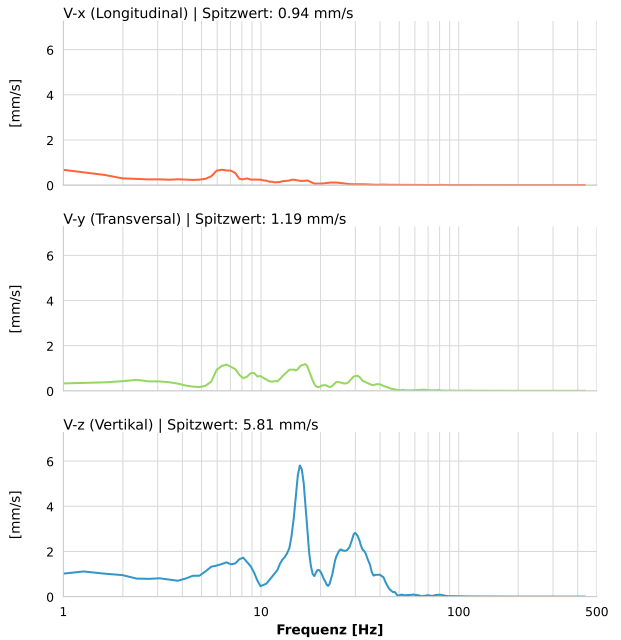 V-x (Longitudinal) | Spitzwert: 0.94 mm/s
6
4
2
0
[mm/s]
V-y (Transversal) | Spitzwert: 1.19 mm/s
6
4
2
0
[mm/s]
V-z (Vertikal) | Spitzwert: 5.81 mm/s
6
4
2
0
[mm/s]
1 10 100 500
Frequenz [Hz]